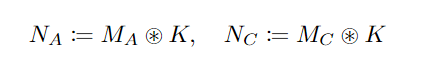 N_A := M_A ⊛ K, N_C := M_C ⊛ K